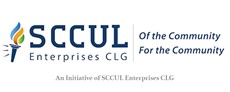 SCCUL
Enterprises CLG
Of the Community
For the Community
An Initiative of SCCUL Enterprises CLG